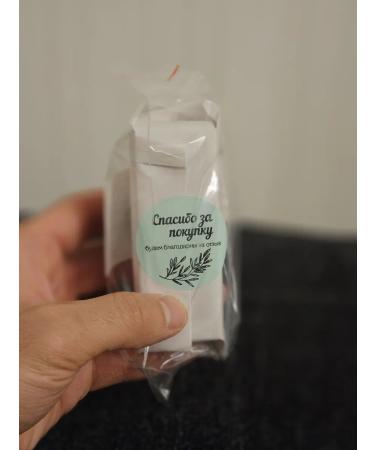 Спасибо за
покупку
будем благодарны за отзыв